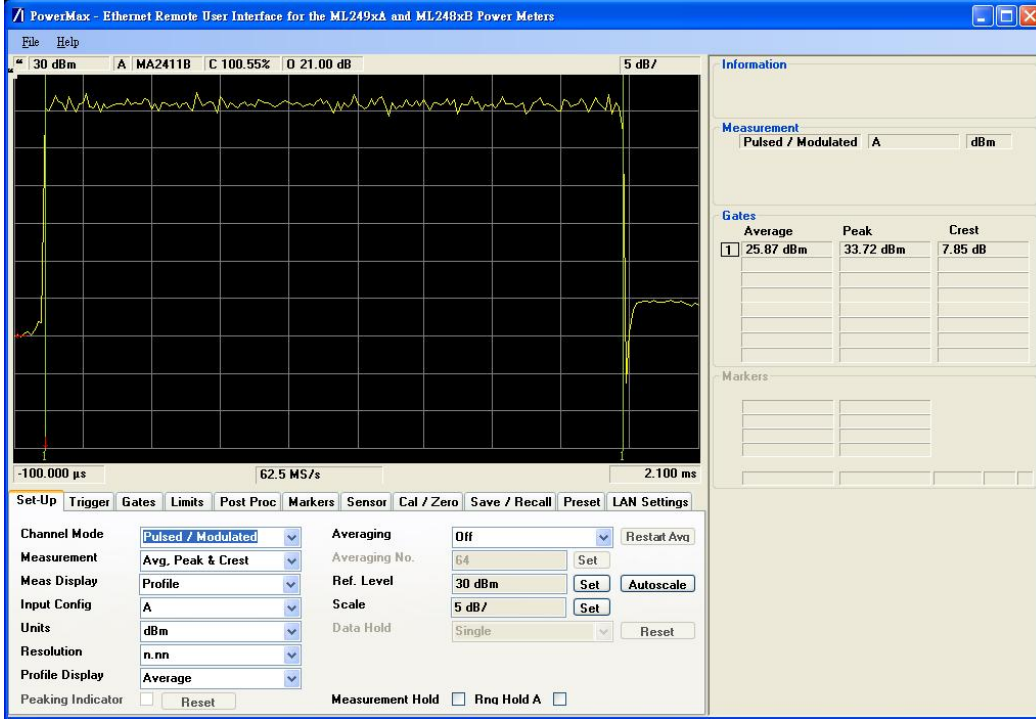 PowerMax - Ethernet Remote User Interface for the ML249xA and ML248xB Power Meters
File Help
30 dBm A MA2411B C 100.55% O 21.00 dB 5 dB/
1 1
-100.000 µs 62.5 MS/s 2.100 ms
Information
Measurement
Pulsed / Modulated A dBm
Gates
Average Peak Crest
1 25.87 dBm 33.72 dBm 7.85 dB
Markers
Set-Up Trigger Gates Limits Post Proc Markers Sensor Cal / Zero Save / Recall Preset LAN Settings
Channel Mode Pulsed / Modulated Averaging Off Restart Avg
Measurement Avg, Peak & Crest Averaging No. 64 Set
Meas Display Profile Ref. Level 30 dBm Set Autoscale
Input Config A Scale 5 dB/ Set
Units dBm Data Hold Single Reset
Resolution n.nn
Profile Display Average
Peaking Indicator Reset Measurement Hold Rng Hold A